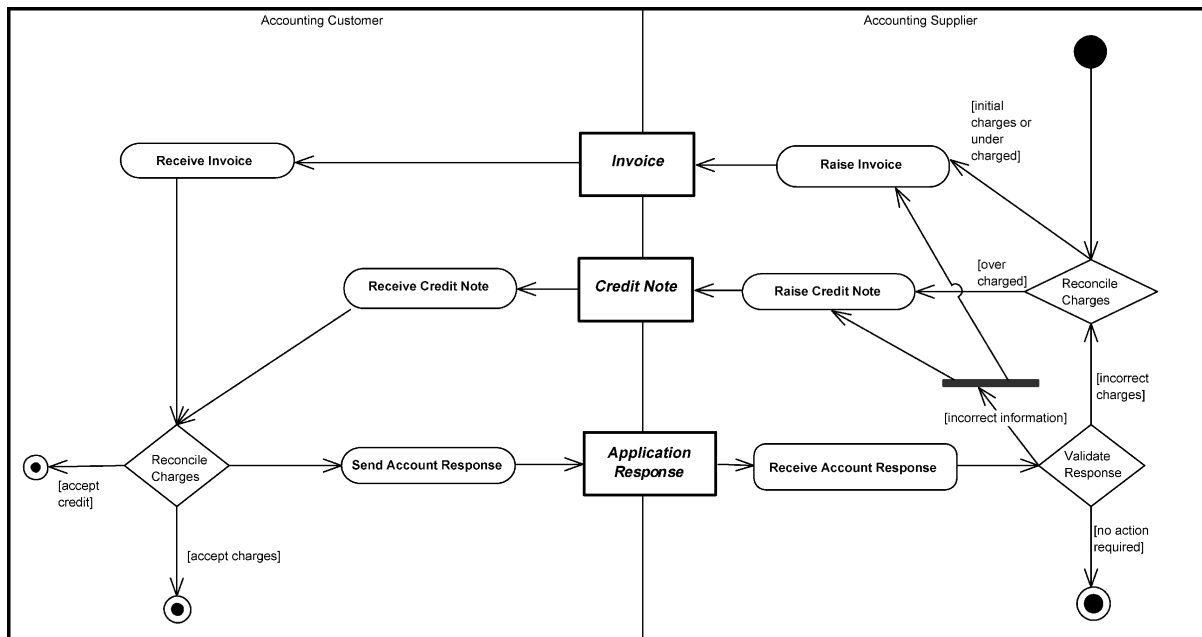 Accounting Customer
Accounting Supplier
[initial
charges or
under
charged]
Receive Invoice
Invoice
Raise Invoice
[over
charged]
Receive Credit Note
Credit Note
Raise Credit Note
Reconcile
Charges
[incorrect
charges]
[incorrect information]
Reconcile
Charges
Send Account Response
Application
Response
Receive Account Response
Validate
Response
[accept
credit]
[no action
required]
[accept charges]